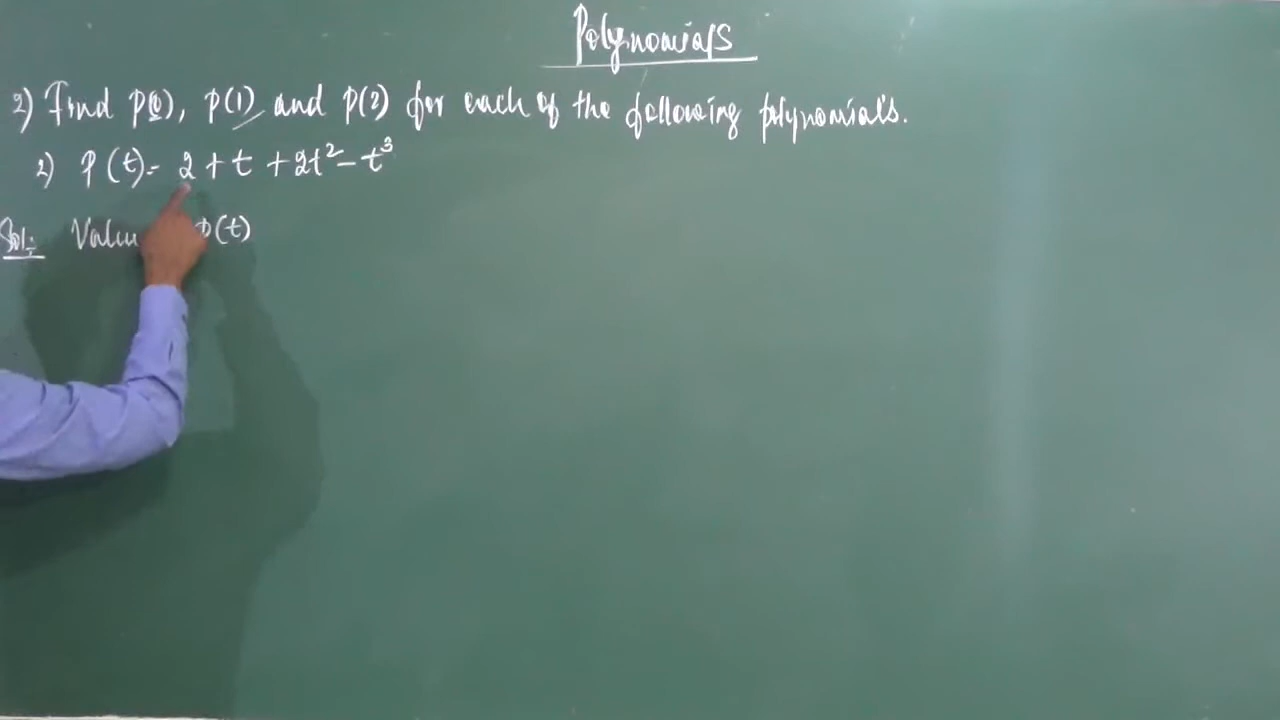 Polynomials
2) Find p(0), p(1) and p(2) for each of the following polynomials.
2) P(t) = 2 + t + 2t² - t³
Sol:- Valu p(t)